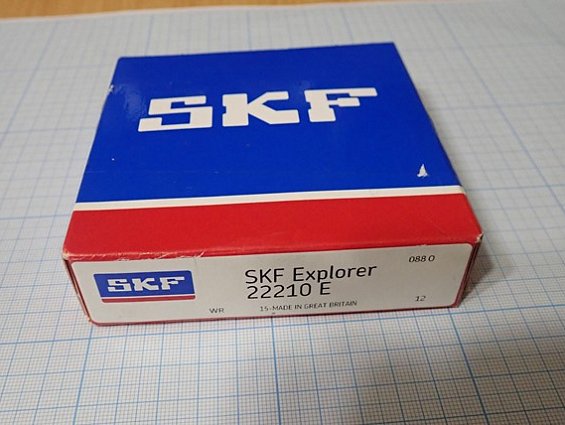 SKF
SKF
SKF Explorer
22210 E
088 0
WR
15-MADE IN GREAT BRITAIN
12